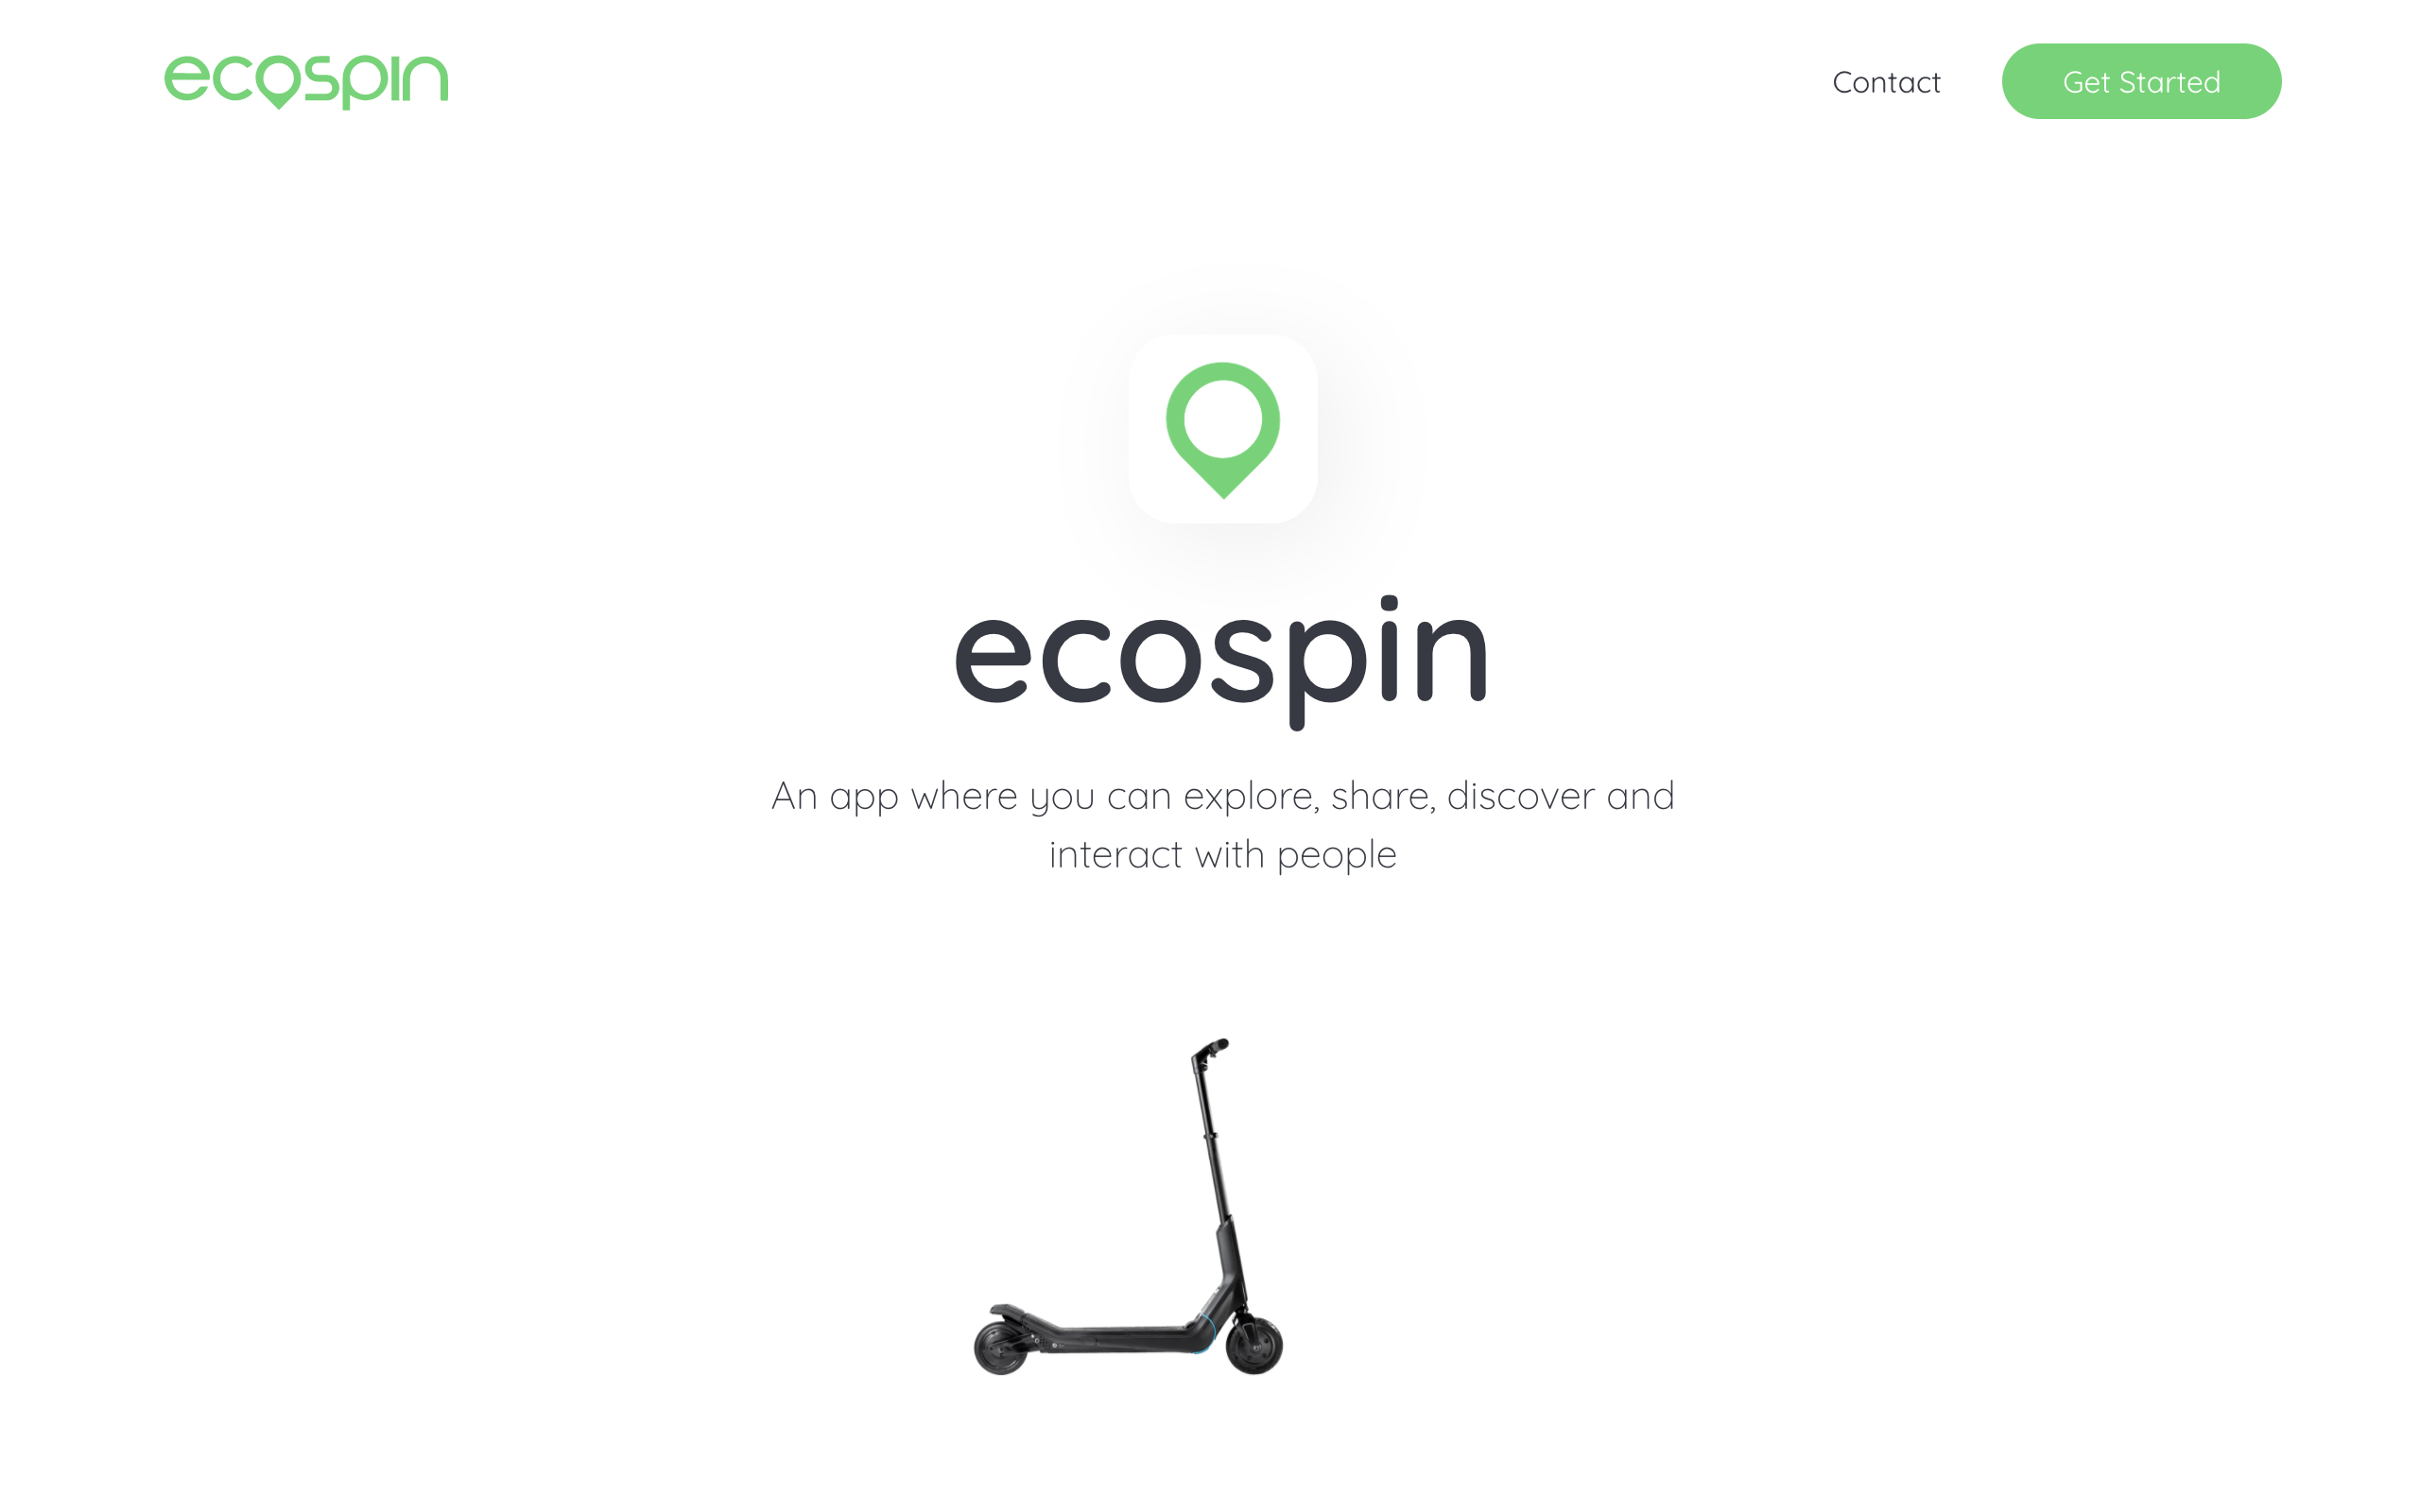 ecospin
Contact
Get Started
ecospin
An app where you can explore, share, discover and
interact with people